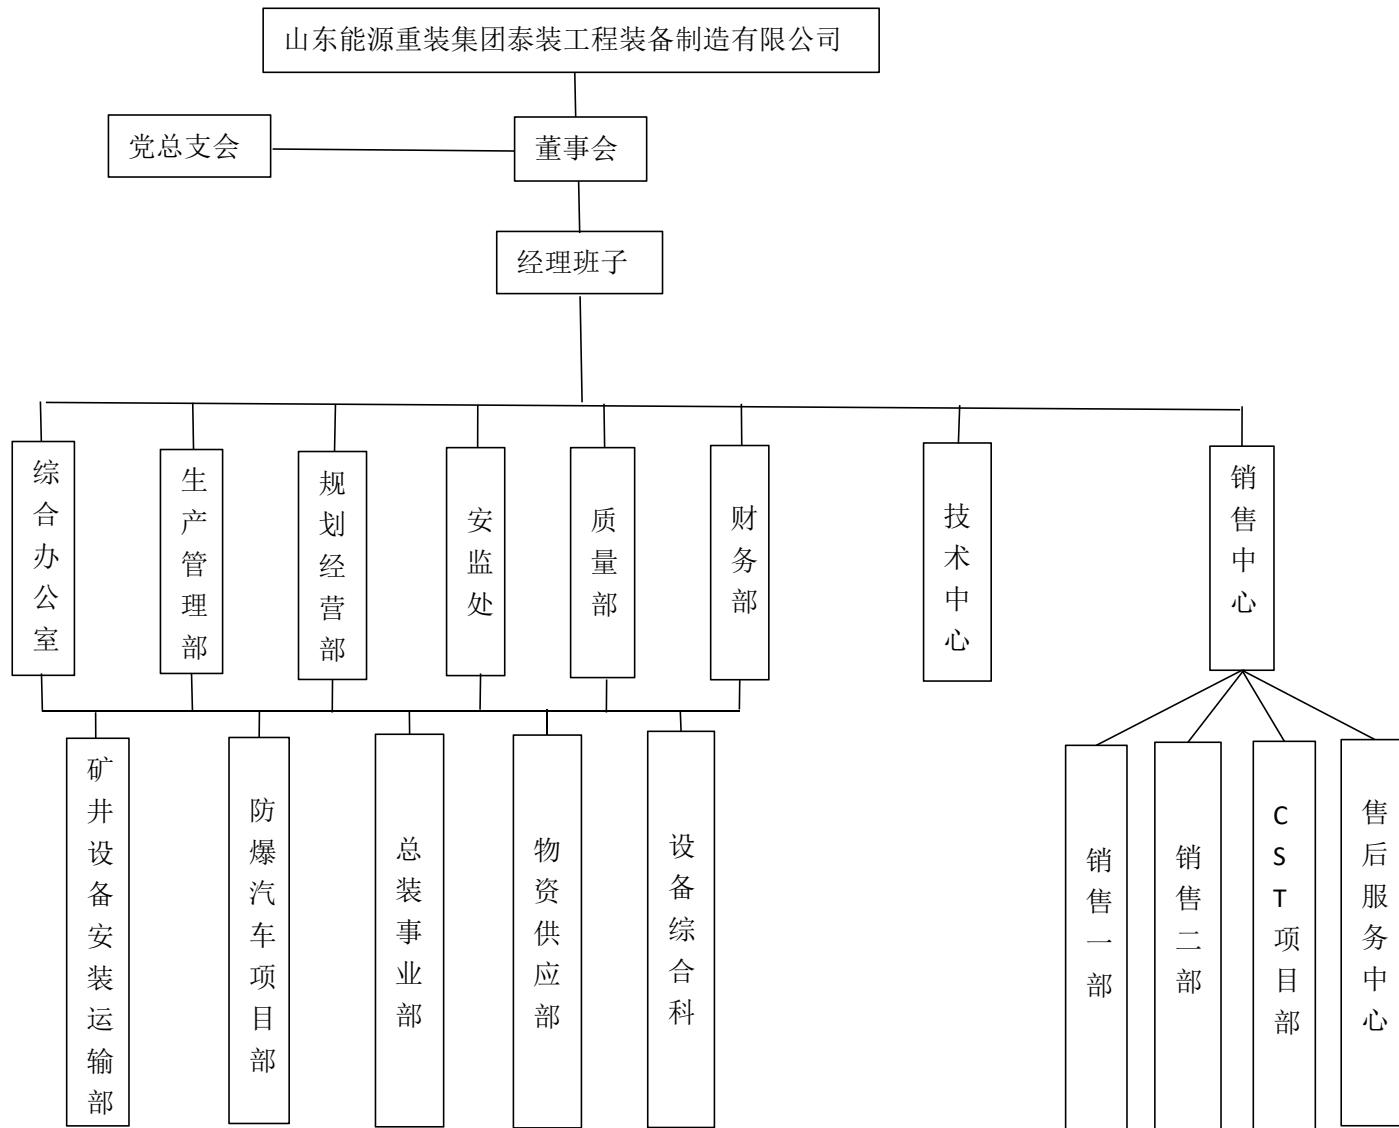 山东能源重装集团泰装工程装备制造有限公司
党总支会
董事会
经理班子
综合办公室
生产管理部
规划经营部
安监处
质量部
财务部
技术中心
销售中心
矿井设备安装运输部
防爆汽车项目部
总装事业部
物资供应部
设备综合科
销售一部
销售二部
CST项目部
售后服务中心